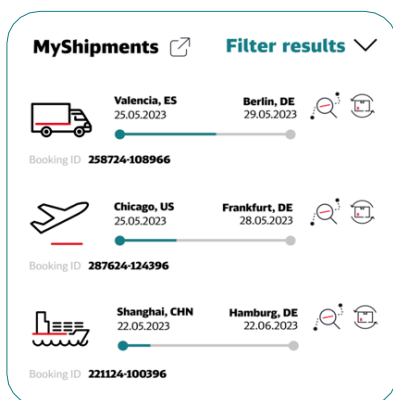 MyShipments Filter results
Valencia, ES Berlin, DE
25.05.2023 29.05.2023
Booking ID 258724-108966
Chicago, US Frankfurt, DE
25.05.2023 28.05.2023
Booking ID 287624-124396
Shanghai, CHN Hamburg, DE
22.05.2023 22.06.2023
Booking ID 221124-100396